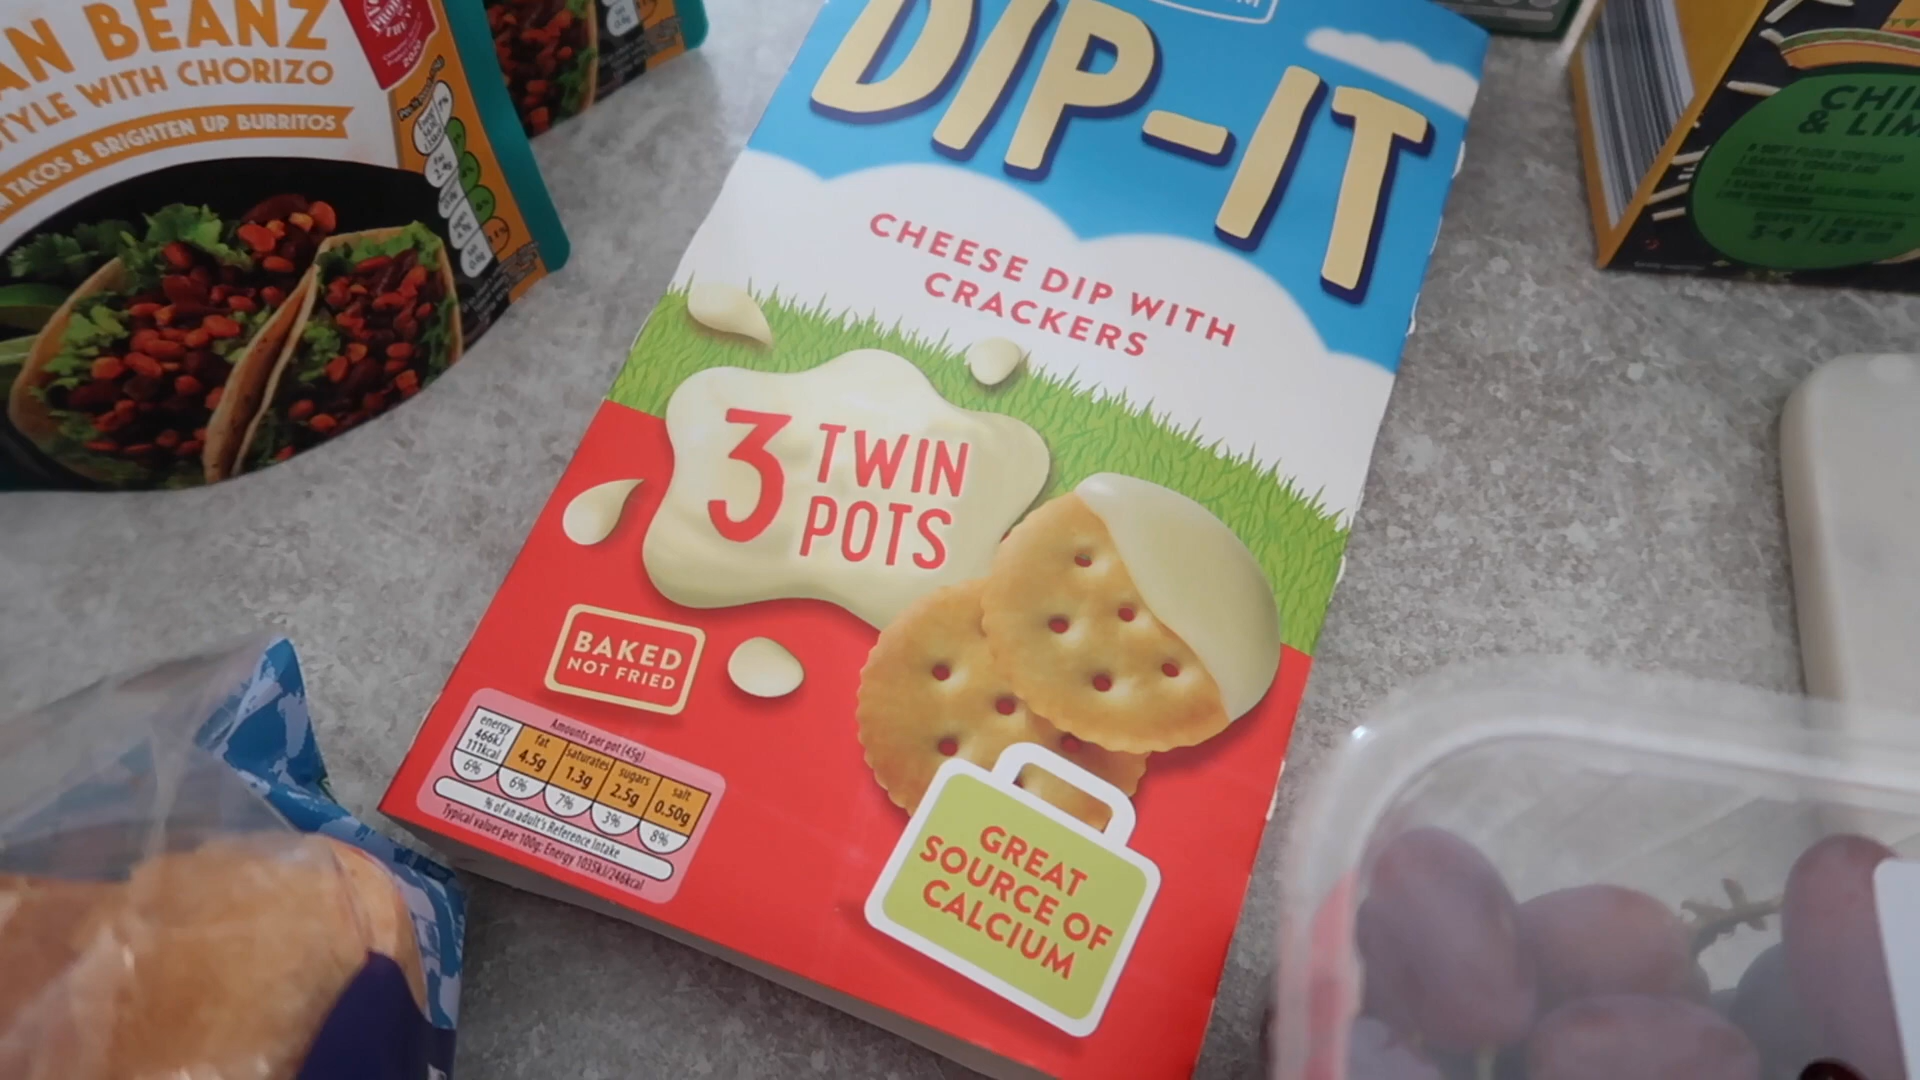 AN BEANZ
STYLE WITH CHORIZO
TACOS & BRIGHTEN UP BURRITOS
2020
DIP-IT
CHEESE DIP WITH
CRACKERS
3 TWIN
POTS
BAKED
NOT FRIED
Amounts per pot (45g)
energy
466kJ
111kcal
6%
fat
4.5g
6%
saturates
1.3g
7%
sugars
2.5g
3%
salt
0.50g
8%
% of an adult's Reference Intake
Typical values per 100g: Energy 1035kJ/246kcal
GREAT
SOURCE OF
CALCIUM
CHI
& LIM